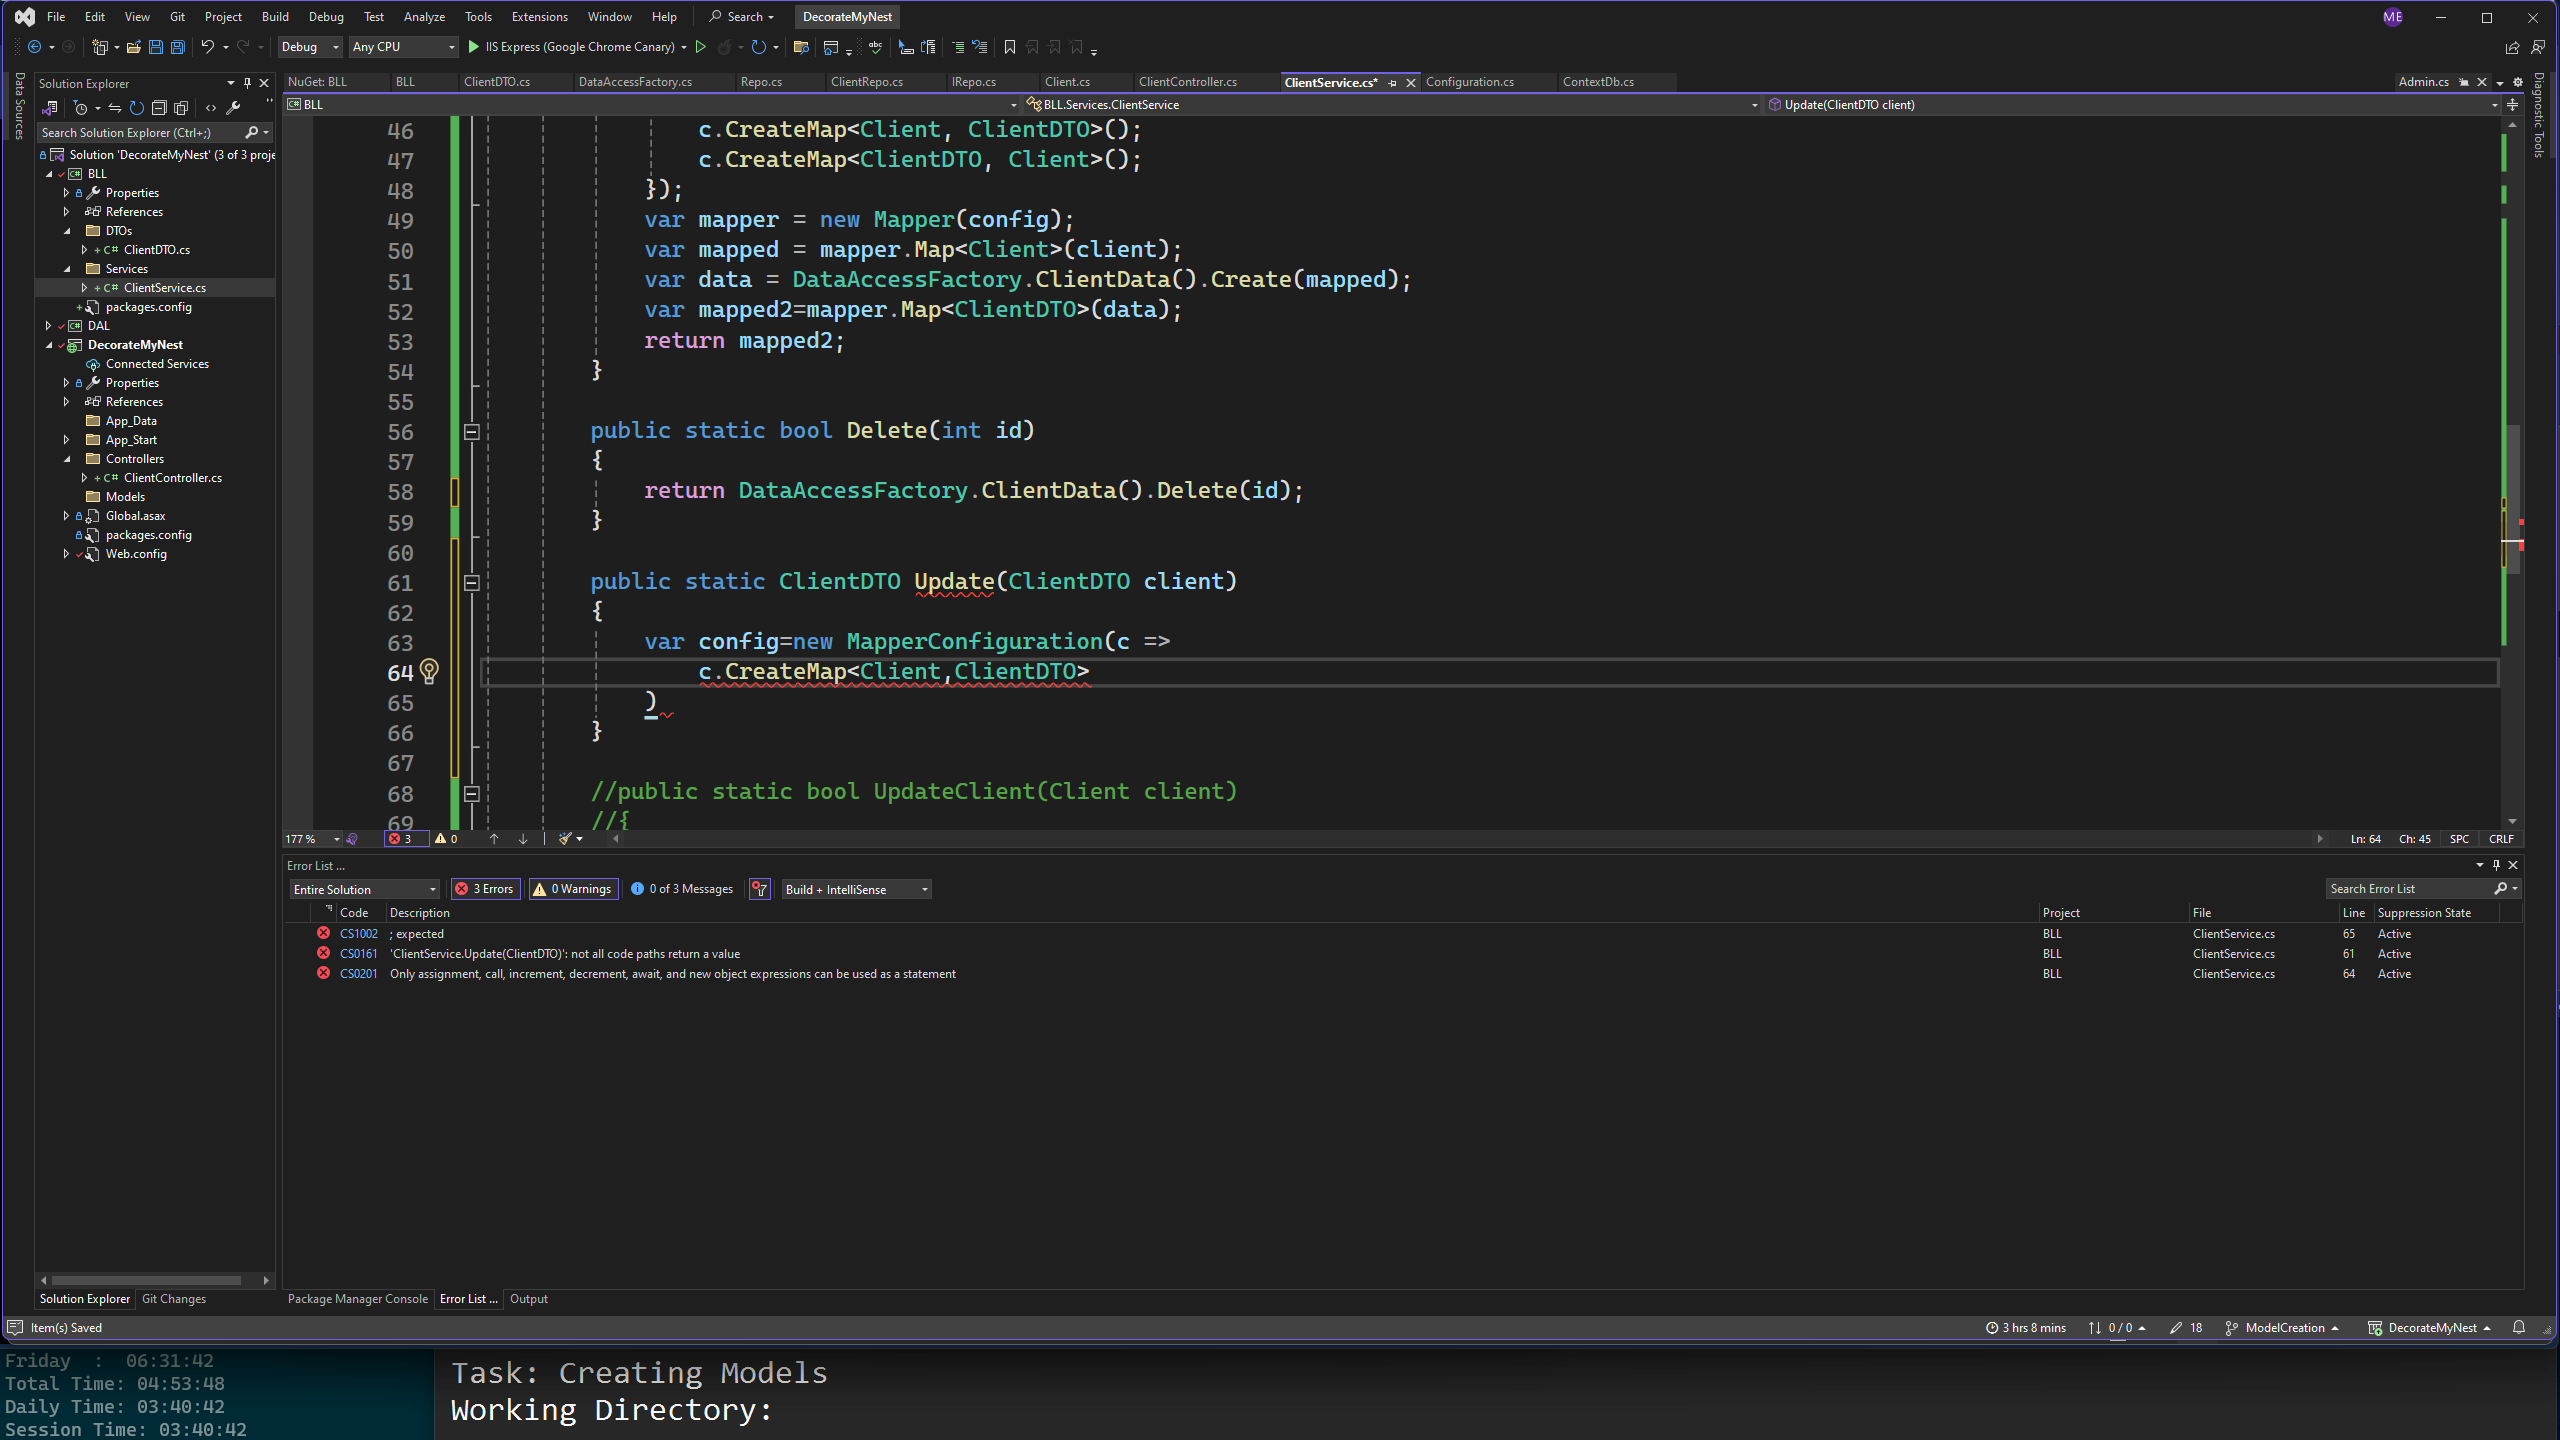 File Edit View Git Project Build Debug Test Analyze Tools Extensions Window Help Search DecorateMyNest ME
Debug Any CPU IIS Express (Google Chrome Canary)
Data Sources
Solution Explorer
Search Solution Explorer (Ctrl+;)
Solution 'DecorateMyNest' (3 of 3 proje
BLL
Properties
References
DTOs
C# ClientDTO.cs
Services
C# ClientService.cs
packages.config
DAL
DecorateMyNest
Connected Services
Properties
References
App_Data
App_Start
Controllers
C# ClientController.cs
Models
Global.asax
packages.config
Web.config
Solution Explorer Git Changes
NuGet: BLL BLL ClientDTO.cs DataAccessFactory.cs Repo.cs ClientRepo.cs IRepo.cs Client.cs ClientController.cs ClientService.cs* Configuration.cs ContextDb.cs Admin.cs
BLL BLL.Services.ClientService Update(ClientDTO client)
Diagnostic Tools
46 c.CreateMap<Client, ClientDTO>();
47 c.CreateMap<ClientDTO, Client>();
48 });
49 var mapper = new Mapper(config);
50 var mapped = mapper.Map<Client>(client);
51 var data = DataAccessFactory.ClientData().Create(mapped);
52 var mapped2=mapper.Map<ClientDTO>(data);
53 return mapped2;
54 }
55
56 public static bool Delete(int id)
57 {
58 return DataAccessFactory.ClientData().Delete(id);
59 }
60
61 public static ClientDTO Update(ClientDTO client)
62 {
63 var config=new MapperConfiguration(c =>
64 c.CreateMap<Client,ClientDTO>
65 )
66 }
67
68 //public static bool UpdateClient(Client client)
69 //{
177 % 3 0 Ln: 64 Ch: 45 SPC CRLF
Error List ...
Entire Solution 3 Errors 0 Warnings 0 of 3 Messages Build + IntelliSense Search Error List
Code Description Project File Line Suppression State
CS1002 ; expected BLL ClientService.cs 65 Active
CS0161 'ClientService.Update(ClientDTO)': not all code paths return a value BLL ClientService.cs 61 Active
CS0201 Only assignment, call, increment, decrement, await, and new object expressions can be used as a statement BLL ClientService.cs 64 Active
Package Manager Console Error List ... Output
Item(s) Saved 3 hrs 8 mins 0 / 0 18 ModelCreation DecorateMyNest
Friday : 06:31:42
Total Time: 04:53:48
Daily Time: 03:40:42
Session Time: 03:40:42
Task: Creating Models
Working Directory: